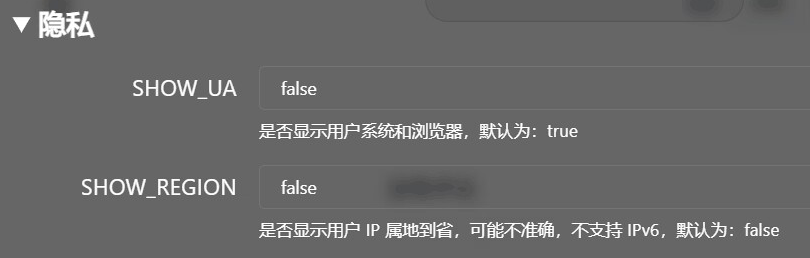 ▼ 隐私
SHOW_UA
false
是否显示用户系统和浏览器，默认为：true
SHOW_REGION
false
是否显示用户 IP 属地到省，可能不准确，不支持 IPv6，默认为：false